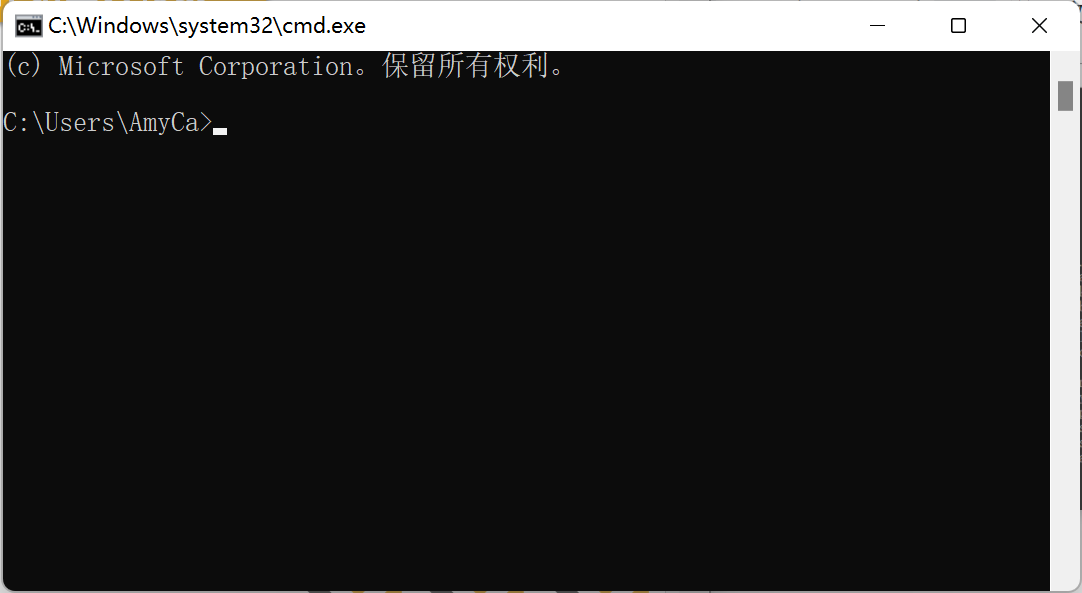 C:\Windows\system32\cmd.exe
(c) Microsoft Corporation。保留所有权利。
C:\Users\AmyCa>